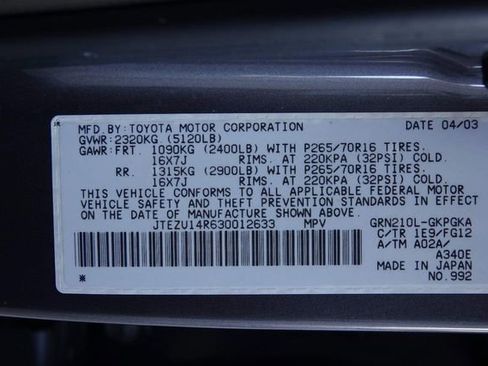 MFD BY: TOYOTA MOTOR CORPORATION DATE 04/03
GVWR: 2320KG (5120LB)
GAWR: FRT. 1090KG (2400LB) WITH P265/70R16 TIRES.
16X7J RIMS. AT 220KPA (32PSI) COLD.
RR. 1315KG (2900LB) WITH P265/70R16 TIRES.
16X7J RIMS. AT 220KPA (32PSI) COLD.
THIS VEHICLE CONFORMS TO ALL APPLICABLE FEDERAL MOTOR
VEHICLE SAFETY AND THEFT PREVENTION STANDARDS IN EFFECT
ON THE DATE OF MANUFACTURE SHOWN ABOVE.
JTEZU14R630012633 MPV GRN210L-GKPGKA
C/TR 1E9/FG12
A/TM A02A/
A340E
MADE IN JAPAN
NO.992